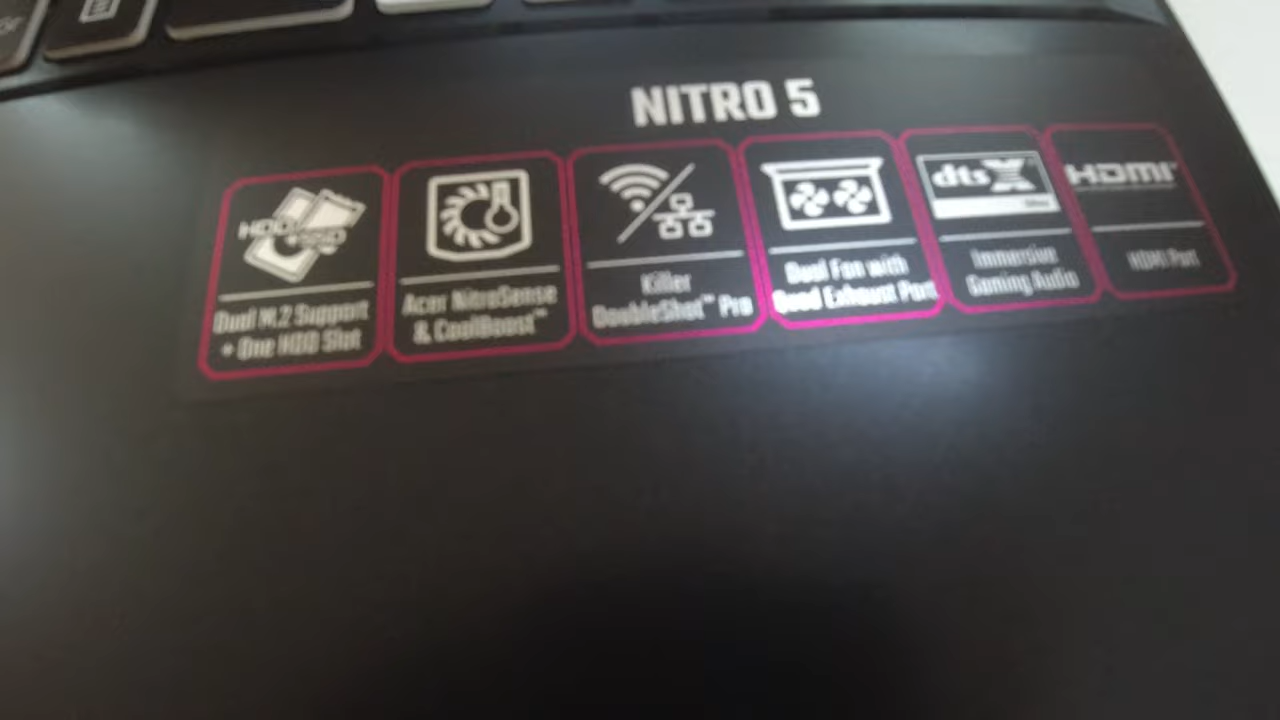 NITRO 5
HDD
SSD
Dual M.2 Support
+ One HDD Slot
Acer NitroSense
& CoolBoost™
Killer
DoubleShot™ Pro
Dual Fan with
Quad Exhaust Port
dts X
Immersive
Gaming Audio
HDMI
HDMI Port